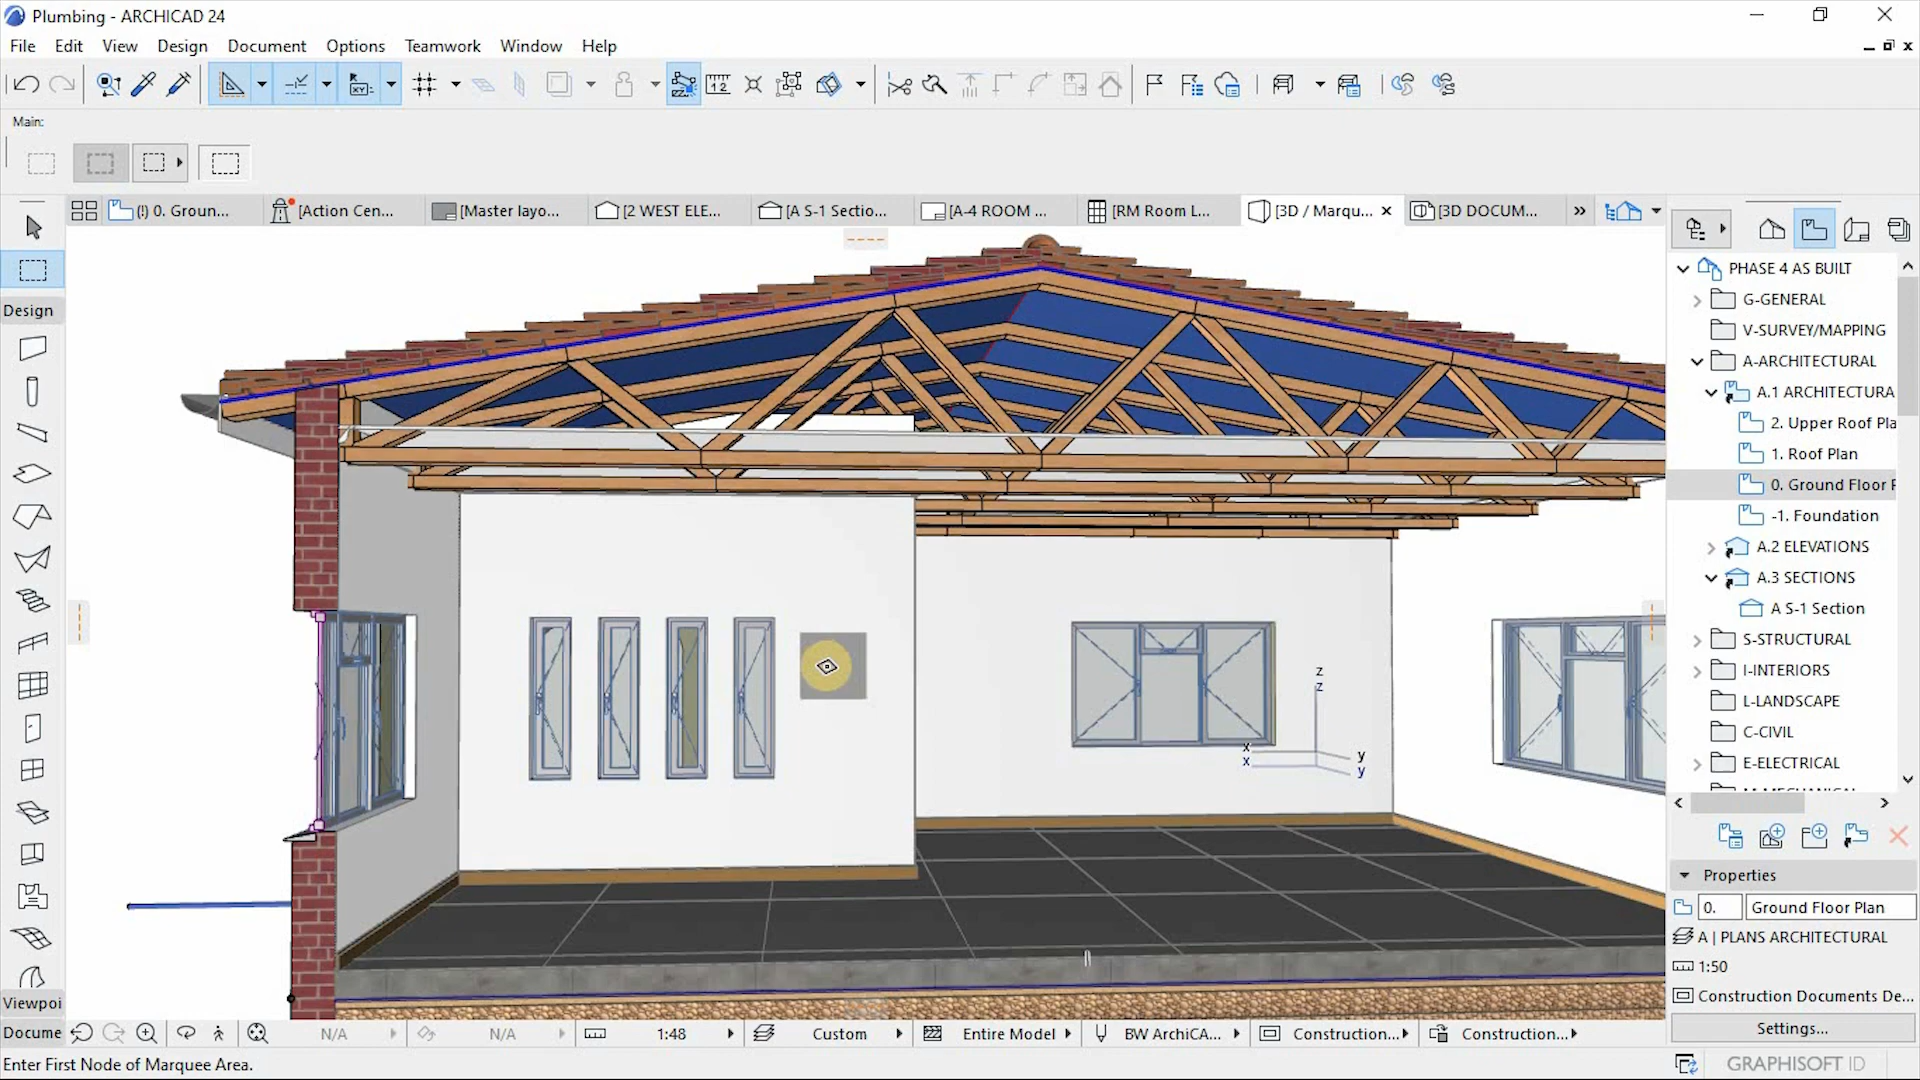 Plumbing - ARCHICAD 24
File Edit View Design Document Options Teamwork Window Help
Main:
(!) 0. Groun...
[Action Cen...
[Master layo...
[2 WEST ELE...
[A S-1 Sectio...
[A-4 ROOM ...
[RM Room L...
[3D / Marqu...
[3D DOCUM...
Design
Viewpoi
Docume
PHASE 4 AS BUILT
G-GENERAL
V-SURVEY/MAPPING
A-ARCHITECTURAL
A.1 ARCHITECTURA
2. Upper Roof Pla
1. Roof Plan
0. Ground Floor P
-1. Foundation
A.2 ELEVATIONS
A.3 SECTIONS
A S-1 Section
S-STRUCTURAL
I-INTERIORS
L-LANDSCAPE
C-CIVIL
E-ELECTRICAL
Properties
0. Ground Floor Plan
A | PLANS ARCHITECTURAL
1:50
Construction Documents De...
Settings...
z
z
x
x
y
y
N/A N/A 1:48 Custom Entire Model BW ArchiCA... Construction... Construction...
Enter First Node of Marquee Area.
GRAPHISOFT ID